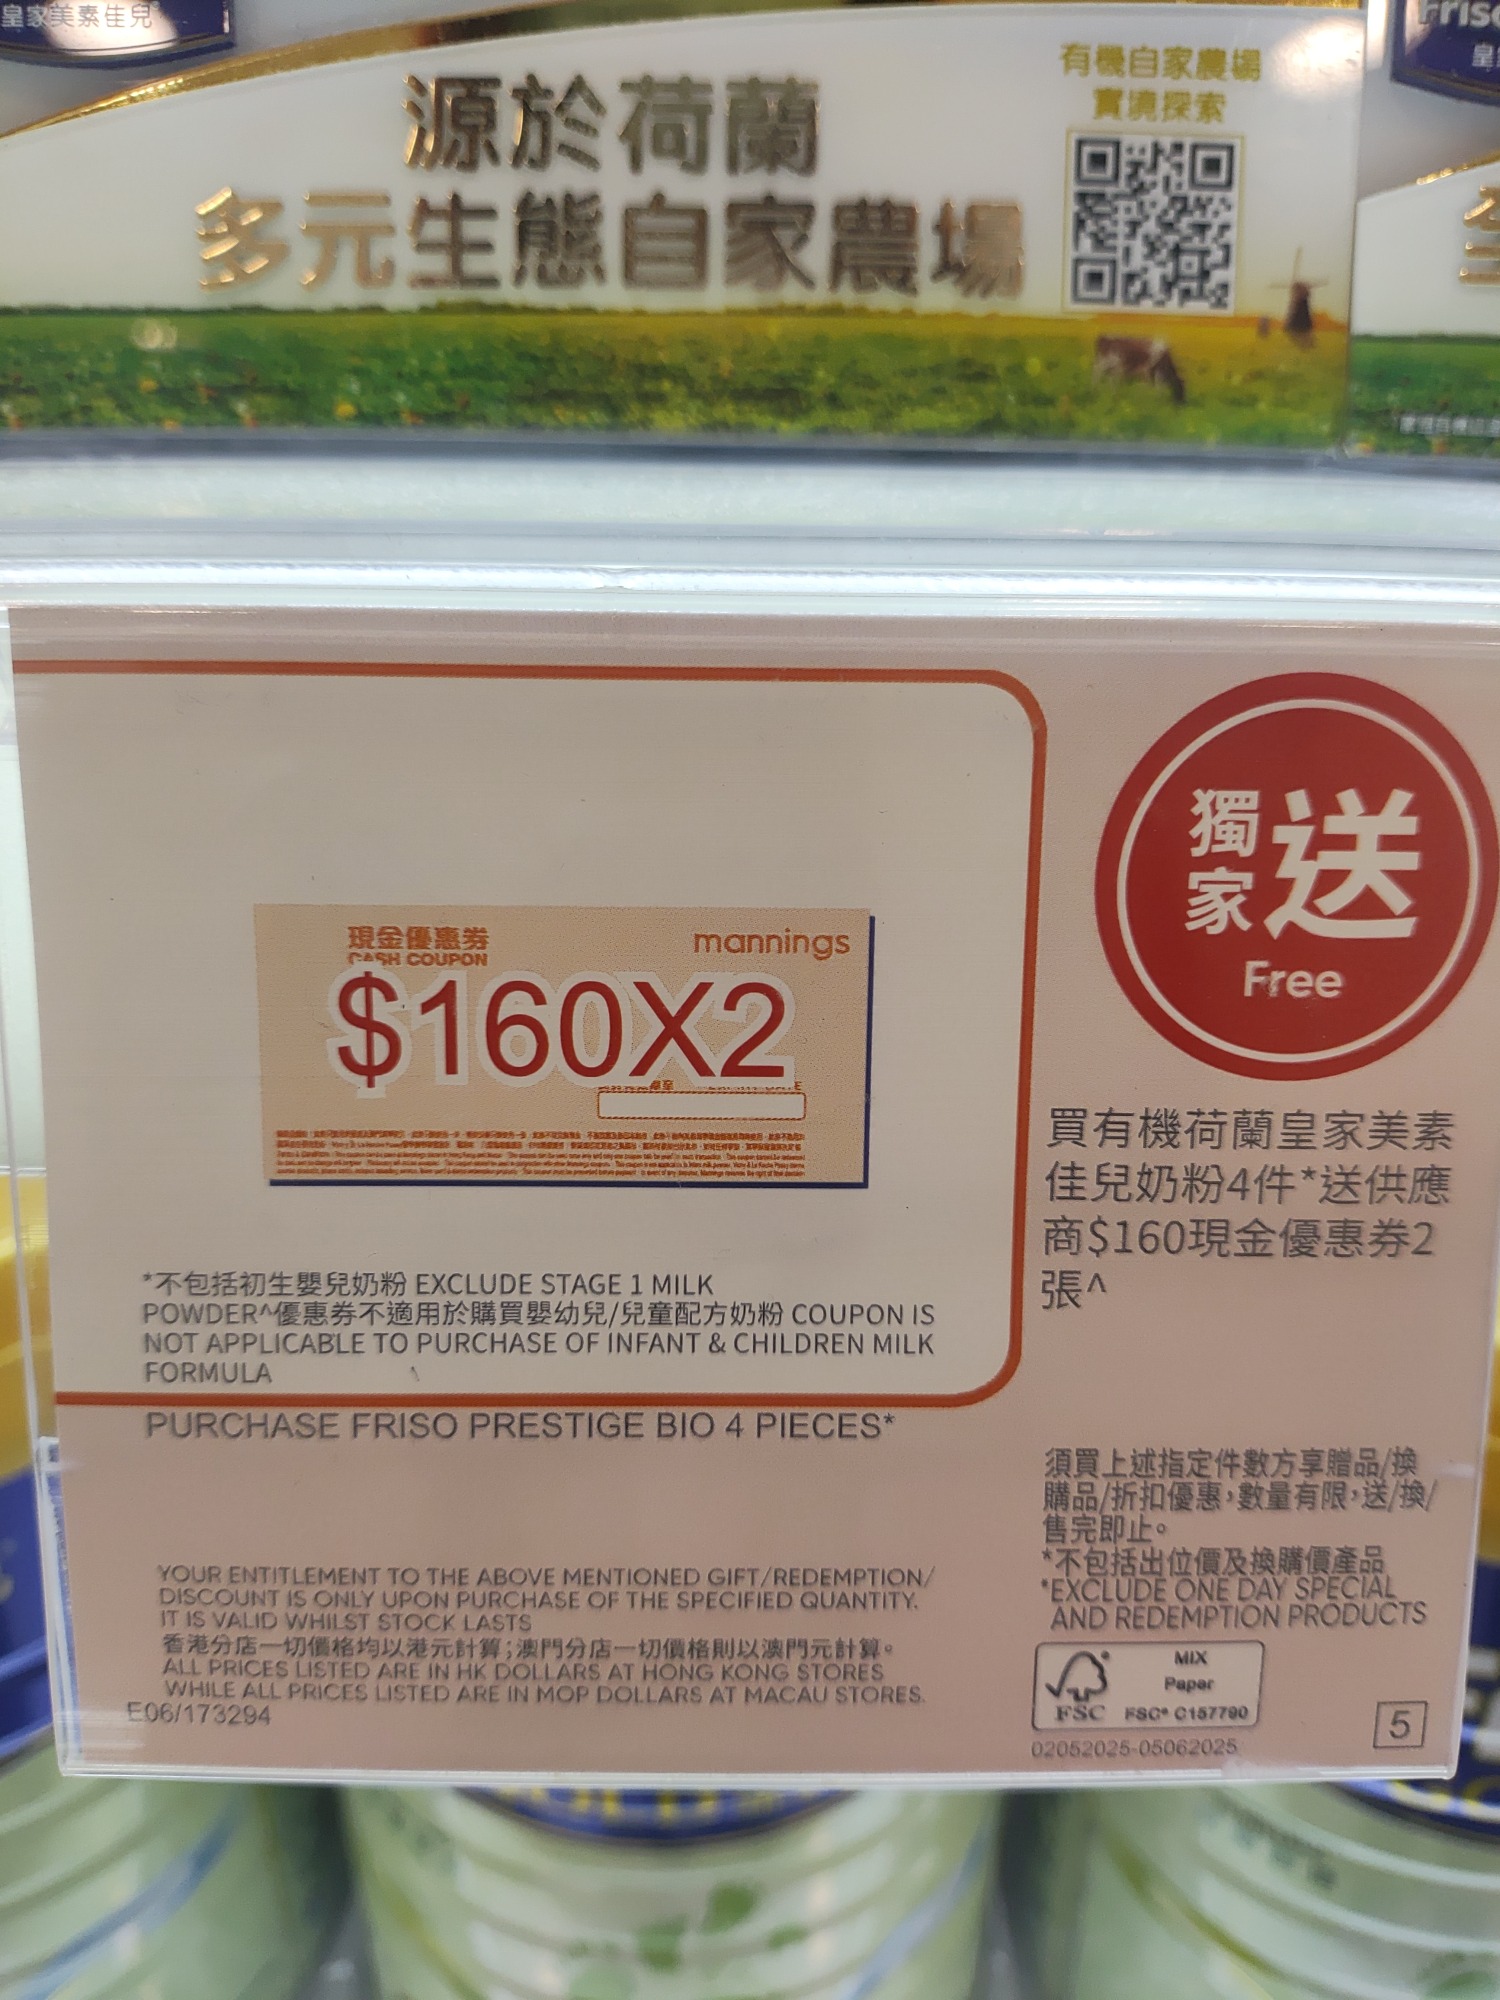 皇家美素佳兒
源於荷蘭
多元生態自家農場
有機自家農場
實境探索
Friso
獨家送
Free
現金優惠券
CASH COUPON
mannings
$160X2
*不包括初生嬰兒奶粉 EXCLUDE STAGE 1 MILK
POWDER^優惠券不適用於購買嬰幼兒/兒童配方奶粉 COUPON IS
NOT APPLICABLE TO PURCHASE OF INFANT & CHILDREN MILK
FORMULA
PURCHASE FRISO PRESTIGE BIO 4 PIECES*
買有機荷蘭皇家美素
佳兒奶粉4件*送供應
商$160現金優惠券2
張^
YOUR ENTITLEMENT TO THE ABOVE MENTIONED GIFT/REDEMPTION/
DISCOUNT IS ONLY UPON PURCHASE OF THE SPECIFIED QUANTITY.
IT IS VALID WHILST STOCK LASTS
香港分店一切價格均以港元計算;澳門分店一切價格則以澳門元計算。
ALL PRICES LISTED ARE IN HK DOLLARS AT HONG KONG STORES
WHILE ALL PRICES LISTED ARE IN MOP DOLLARS AT MACAU STORES.
E06/173294
須買上述指定件數方享贈品/換
購品/折扣優惠,數量有限,送/換/
售完即止。
*不包括出位價及換購價產品
*EXCLUDE ONE DAY SPECIAL
AND REDEMPTION PRODUCTS
FSC
MIX
Paper
FSC® C157790
02052025-05062025
5